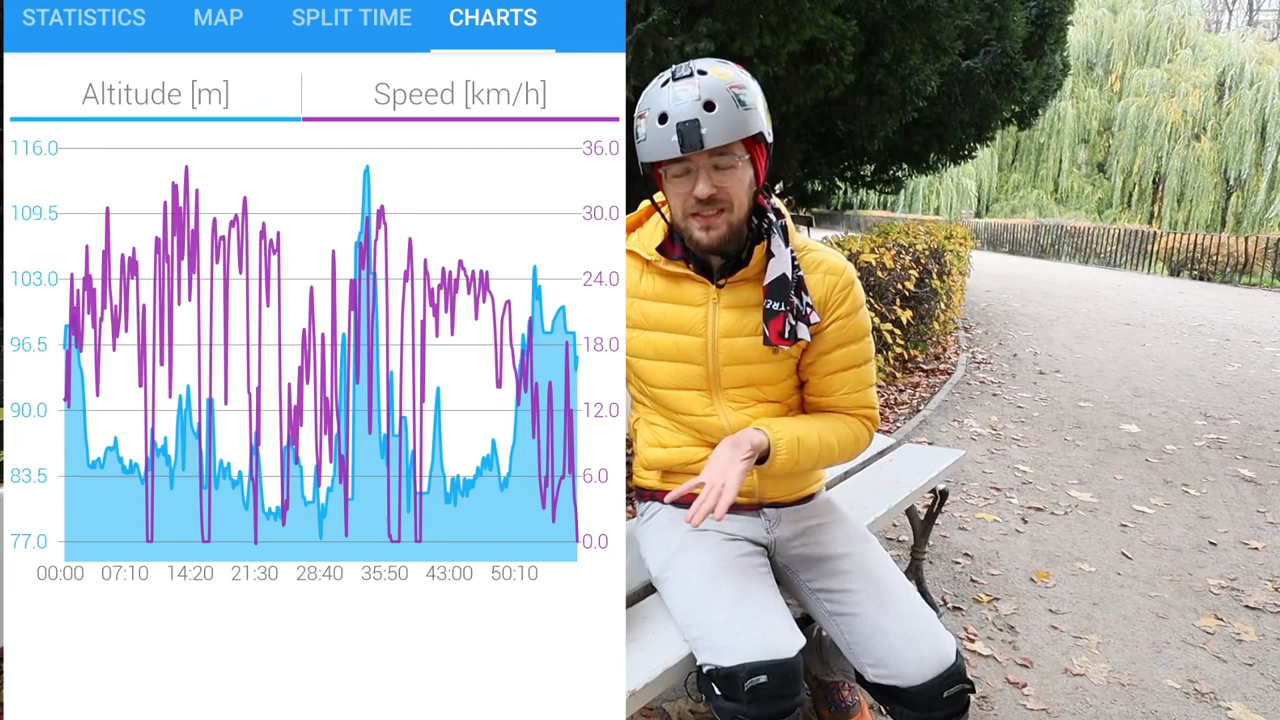 STATISTICS MAP SPLIT TIME CHARTS
Altitude [m] Speed [km/h]
116.0 36.0
109.5 30.0
103.0 24.0
96.5 18.0
90.0 12.0
83.5 6.0
77.0 0.0
00:00 07:10 14:20 21:30 28:40 35:50 43:00 50:10